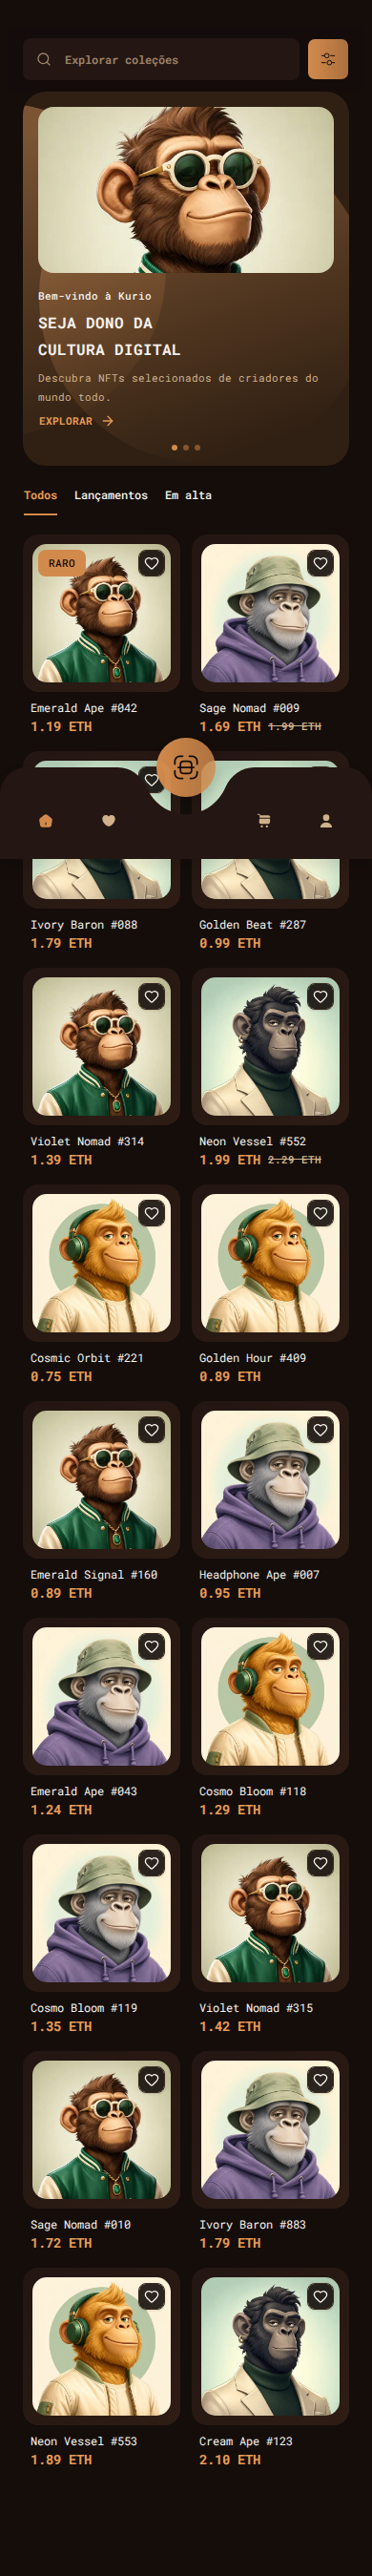 Explorar coleções
Bem-vindo à Kurio
SEJA DONO DA
CULTURA DIGITAL
Descubra NFTs selecionados de criadores do
mundo todo.
EXPLORAR
Todos Lançamentos Em alta
RARO
Emerald Ape #042 Sage Nomad #009
1.19 ETH 1.69 ETH 1.99 ETH
Ivory Baron #088 Golden Beat #287
1.79 ETH 0.99 ETH
Violet Nomad #314 Neon Vessel #552
1.39 ETH 1.99 ETH 2.29 ETH
Cosmic Orbit #221 Golden Hour #409
0.75 ETH 0.89 ETH
Emerald Signal #160 Headphone Ape #007
0.89 ETH 0.95 ETH
Emerald Ape #043 Cosmo Bloom #118
1.24 ETH 1.29 ETH
Cosmo Bloom #119 Violet Nomad #315
1.35 ETH 1.42 ETH
Sage Nomad #010 Ivory Baron #883
1.72 ETH 1.79 ETH
Neon Vessel #553 Cream Ape #123
1.89 ETH 2.10 ETH